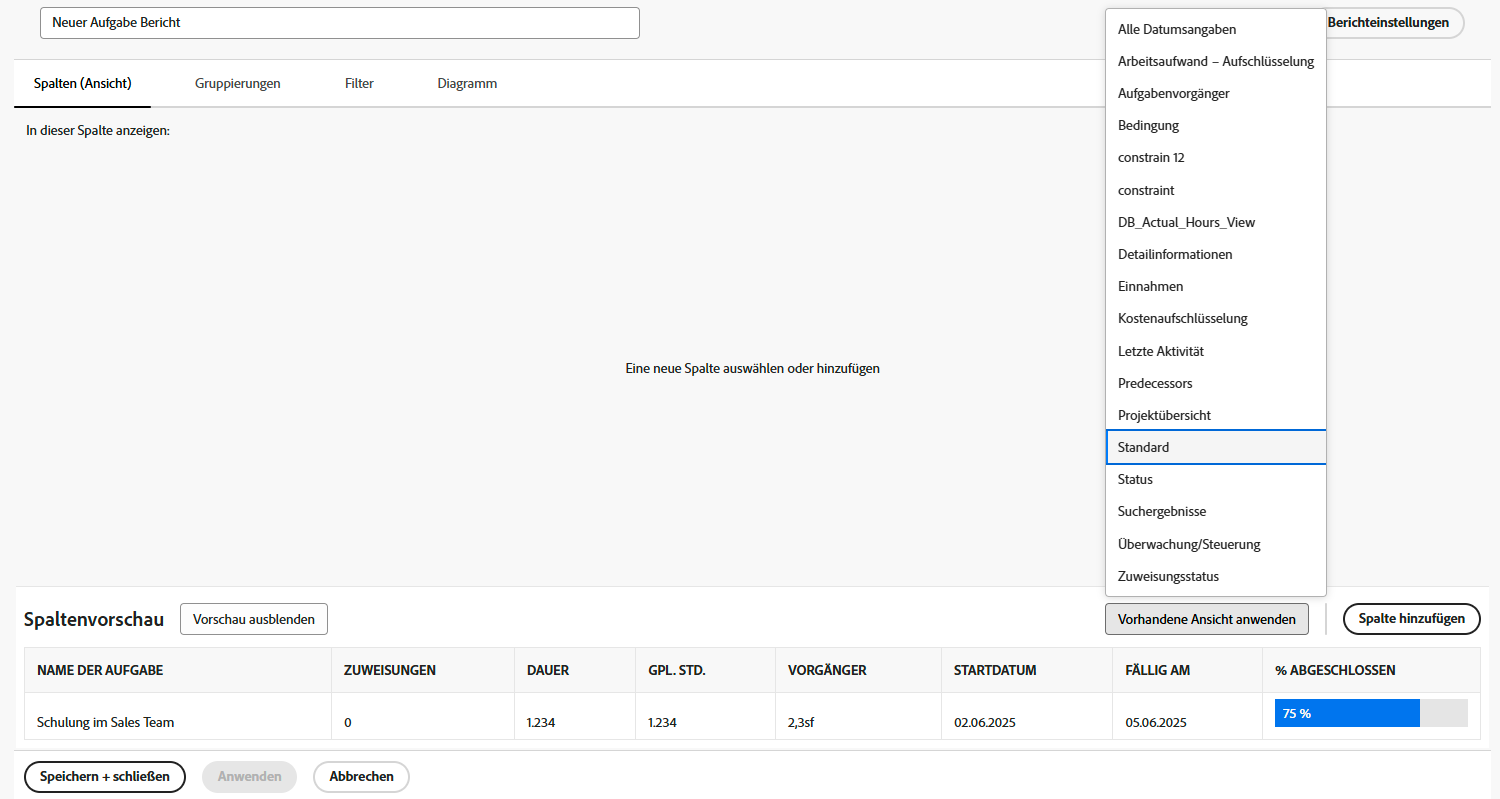 Neuer Aufgabe Bericht
Berichteinstellungen
Spalten (Ansicht)
Gruppierungen
Filter
Diagramm
In dieser Spalte anzeigen:
Eine neue Spalte auswählen oder hinzufügen
Alle Datumsangaben
Arbeitsaufwand – Aufschlüsselung
Aufgabenvorgänger
Bedingung
constrain 12
constraint
DB_Actual_Hours_View
Detailinformationen
Einnahmen
Kostenaufschlüsselung
Letzte Aktivität
Predecessors
Projektübersicht
Standard
Status
Suchergebnisse
Überwachung/Steuerung
Zuweisungsstatus
Spaltenvorschau
Vorschau ausblenden
Vorhandene Ansicht anwenden
Spalte hinzufügen
NAME DER AUFGABE ZUWEISUNGEN DAUER GPL. STD. VORGÄNGER STARTDATUM FÄLLIG AM % ABGESCHLOSSEN
Schulung im Sales Team 0 1.234 1.234 2,3sf 02.06.2025 05.06.2025 75 %
Speichern + schließen
Anwenden
Abbrechen